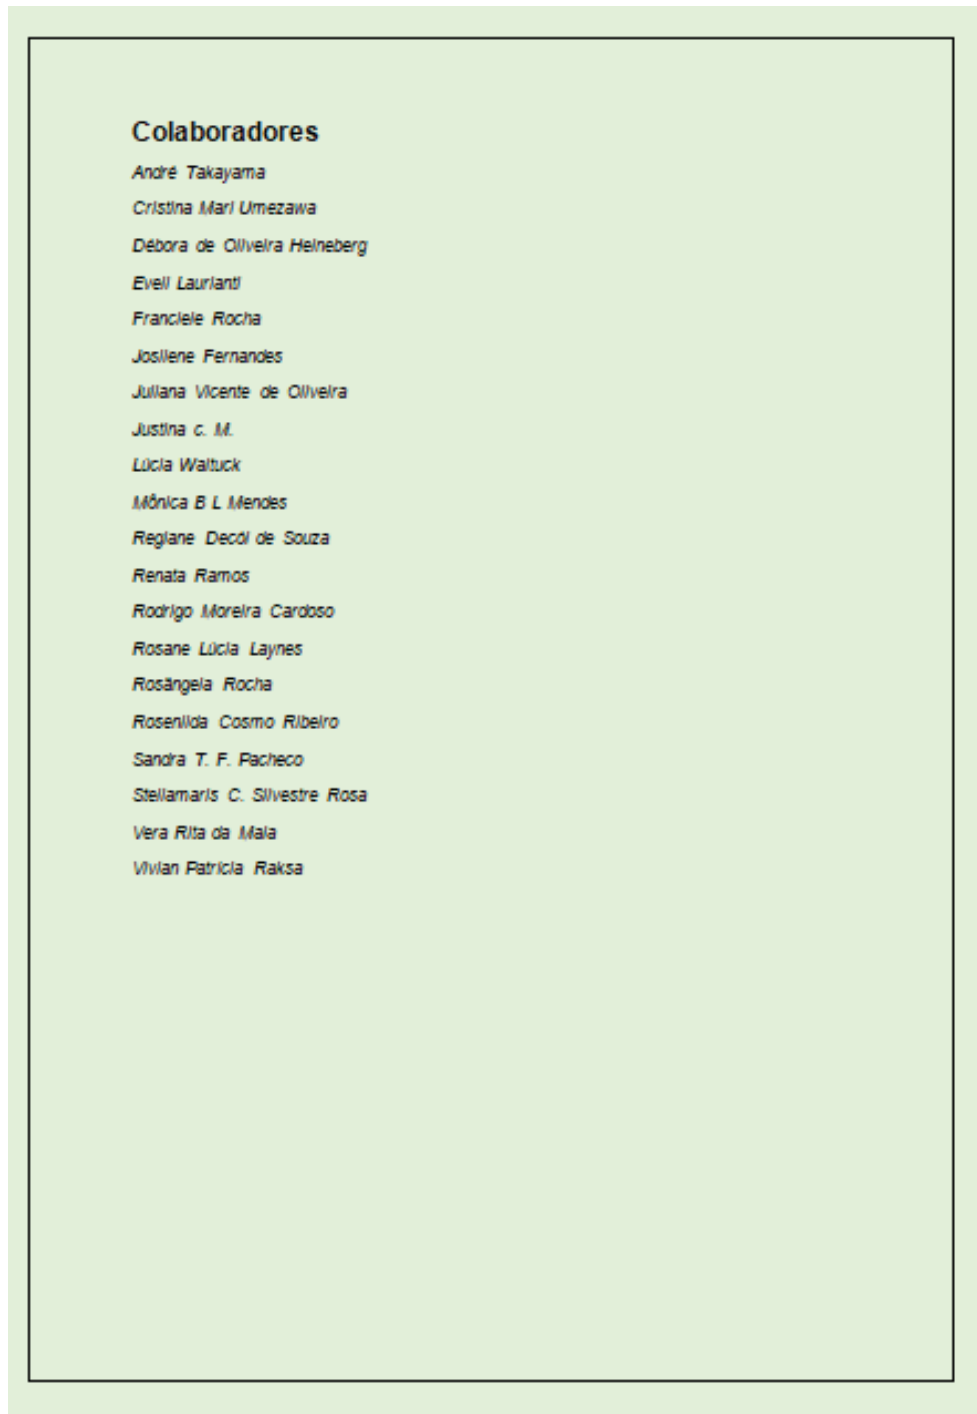 Colaboradores
André Takayama
Cristina Mari Umezawa
Débora de Oliveira Heineberg
Eveli Laurianti
Franciele Rocha
Josilene Fernandes
Juliana Vicente de Oliveira
Justina c. M.
Lúcia Waltuck
Mônica B L Mendes
Regiane Decól de Souza
Renata Ramos
Rodrigo Moreira Cardoso
Rosane Lúcia Laynes
Rosângela Rocha
Rosenilda Cosmo Ribeiro
Sandra T. F. Pacheco
Stellamaris C. Silvestre Rosa
Vera Rita da Maia
Vivian Patrícia Raksa